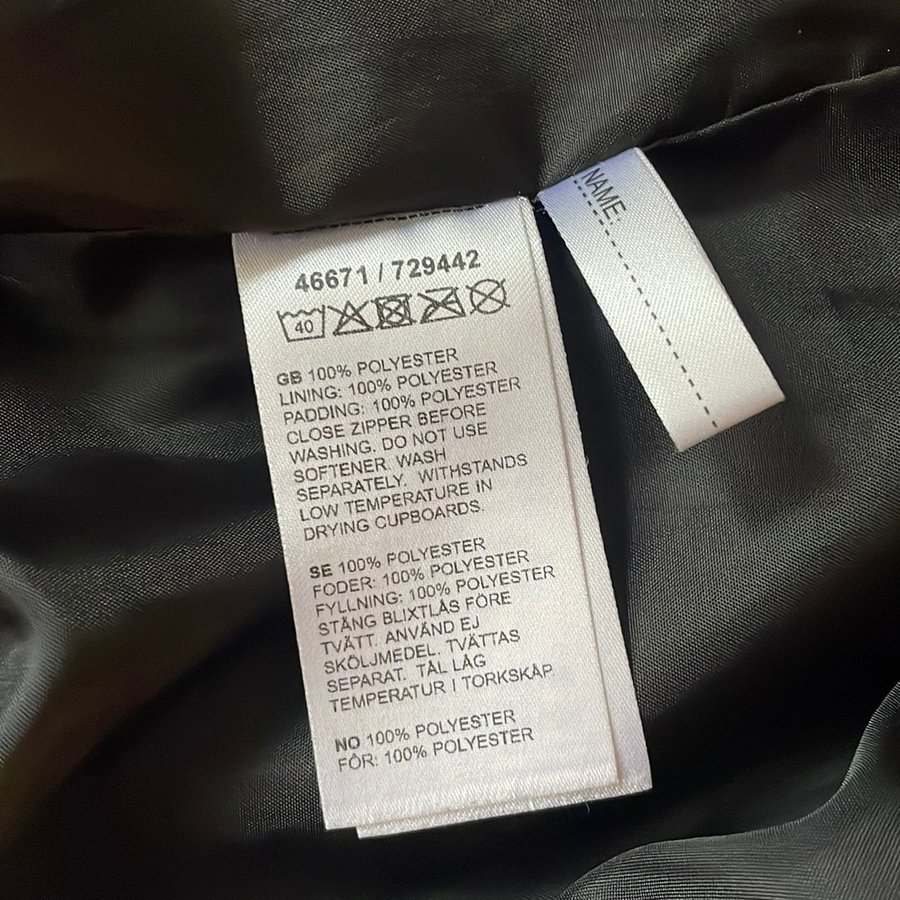 46671 / 729442
40
GB 100% POLYESTER
LINING: 100% POLYESTER
PADDING: 100% POLYESTER
CLOSE ZIPPER BEFORE
WASHING. DO NOT USE
SOFTENER. WASH
SEPARATELY. WITHSTANDS
LOW TEMPERATURE IN
DRYING CUPBOARDS.
SE 100% POLYESTER
FODER: 100% POLYESTER
FYLLNING: 100% POLYESTER
STÄNG BLIXTLÅS FÖRE
TVÄTT. ANVÄND EJ
SKÖLJMEDEL. TVÄTTAS
SEPARAT. TÅL LÅG
TEMPERATUR I TORKSKÅP.
NO 100% POLYESTER
FÔR: 100% POLYESTER
NAME: